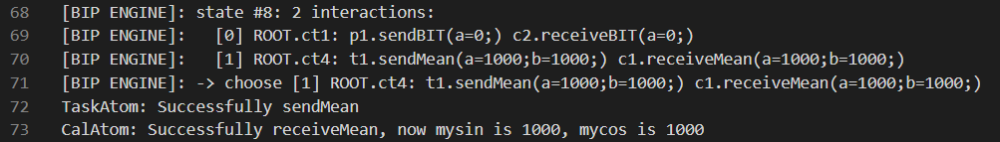 68 [BIP ENGINE]: state #8: 2 interactions:
69 [BIP ENGINE]:   [0] ROOT.ct1: p1.sendBIT(a=0;) c2.receiveBIT(a=0;)
70 [BIP ENGINE]:   [1] ROOT.ct4: t1.sendMean(a=1000;b=1000;) c1.receiveMean(a=1000;b=1000;)
71 [BIP ENGINE]: -> choose [1] ROOT.ct4: t1.sendMean(a=1000;b=1000;) c1.receiveMean(a=1000;b=1000;)
72 TaskAtom: Successfully sendMean
73 CalAtom: Successfully receiveMean, now mysin is 1000, mycos is 1000